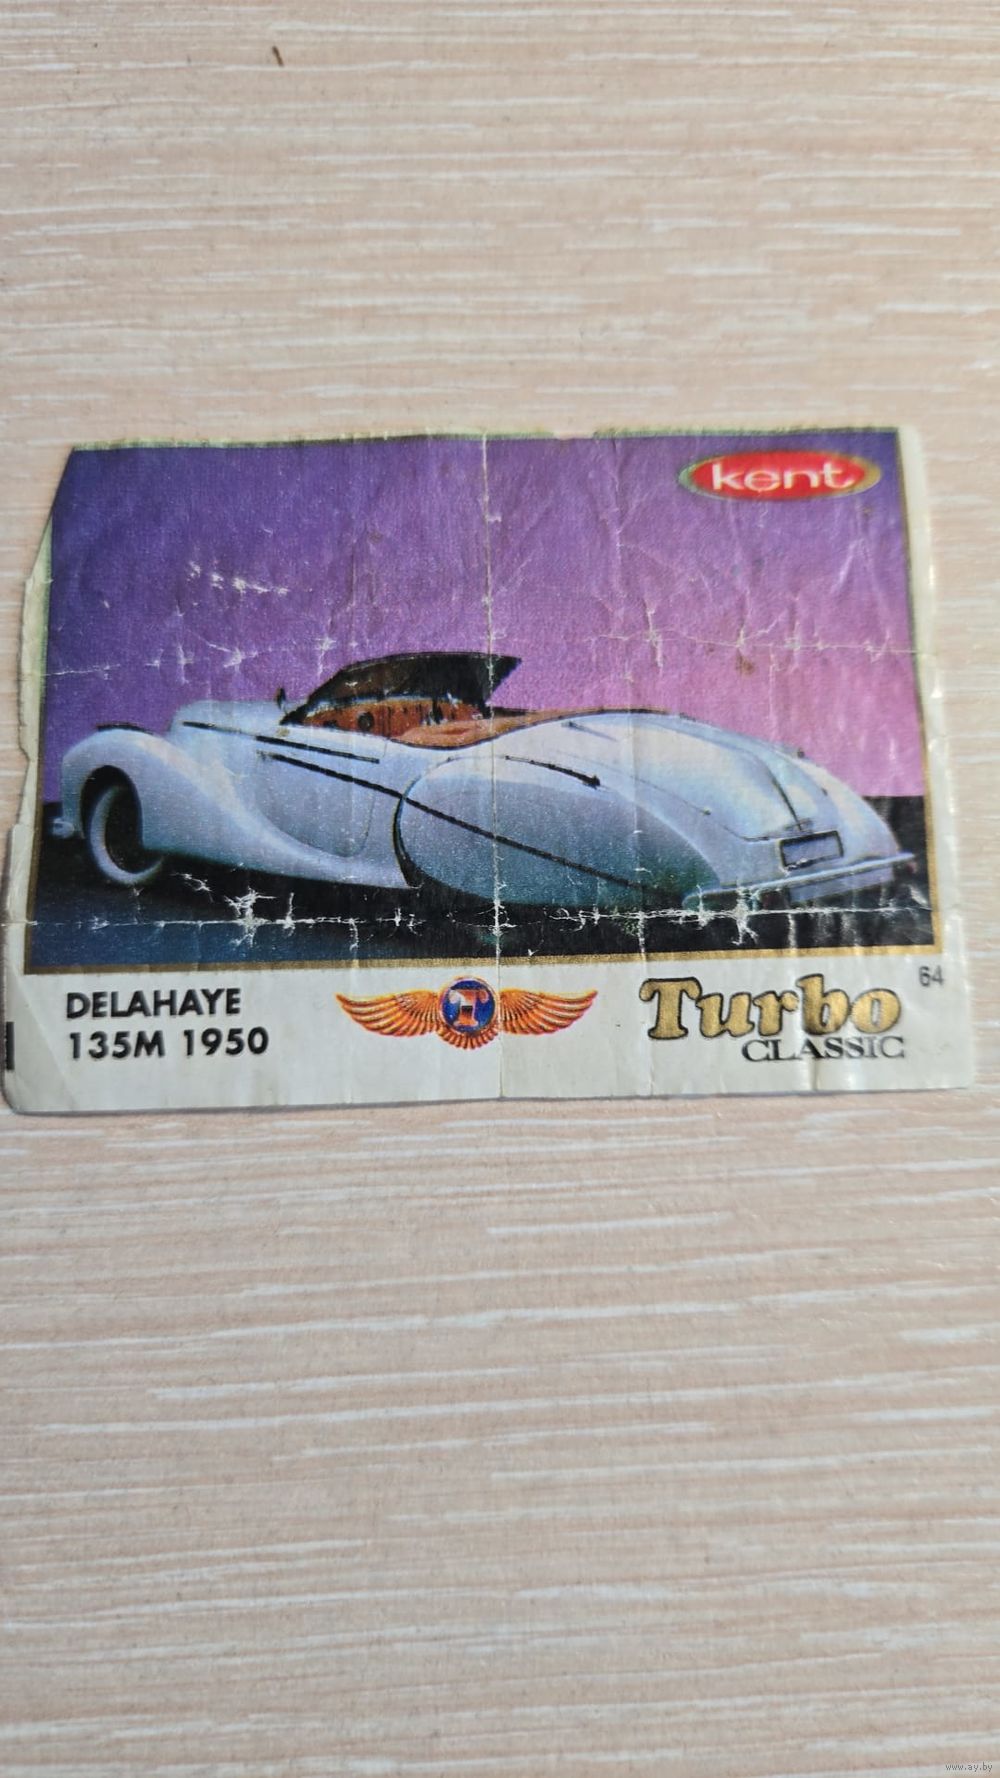 kent
DELAHAYE
135M 1950
T
Turbo
CLASSIC
64
www.ay.by